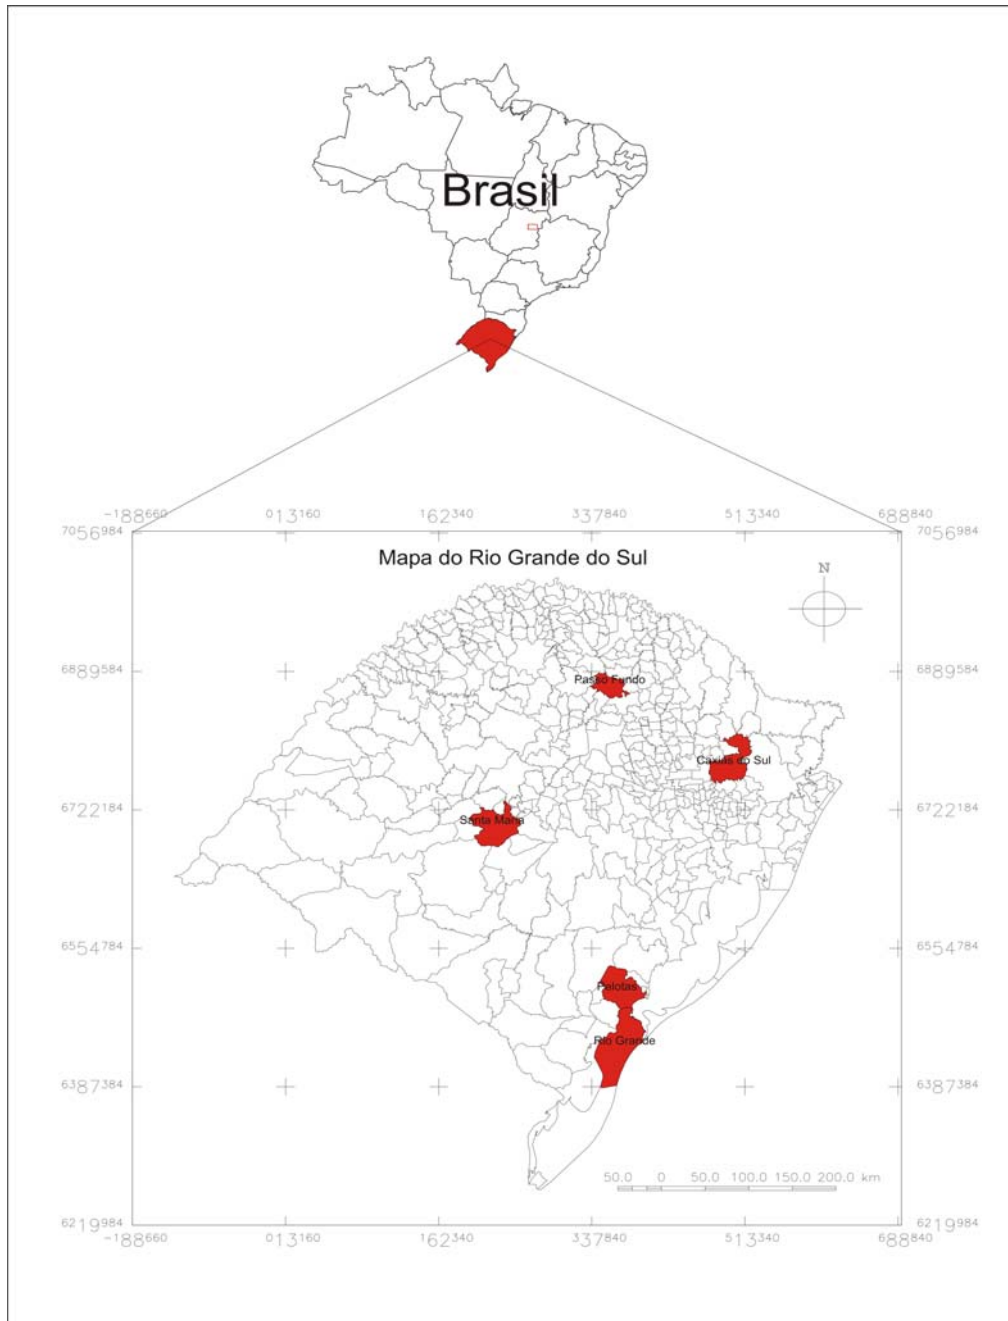 Brasil
-188660 013160 162340 337840 513340 688840
7056984 7056984
Mapa do Rio Grande do Sul
N
6889584 6889584
Passo Fundo
Caxias do Sul
6722184 6722184
Santa Maria
6554784 6554784
Pelotas
Rio Grande
6387384 6387384
50.0 0 50.0 100.0 150.0 200.0 km
6219984 6219984
-188660 013160 162340 337840 513340 688840